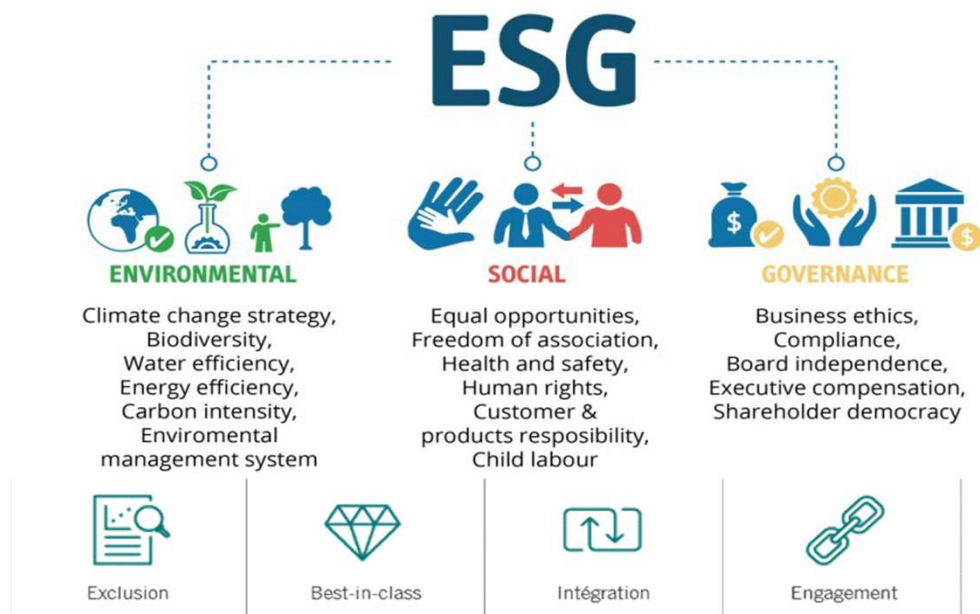 ESG
ENVIRONMENTAL
Climate change strategy,
Biodiversity,
Water efficiency,
Energy efficiency,
Carbon intensity,
Enviromental
management system
SOCIAL
Equal opportunities,
Freedom of association,
Health and safety,
Human rights,
Customer &
products resposibility,
Child labour
GOVERNANCE
Business ethics,
Compliance,
Board independence,
Executive compensation,
Shareholder democracy
$
$
Exclusion
Best-in-class
Intégration
Engagement